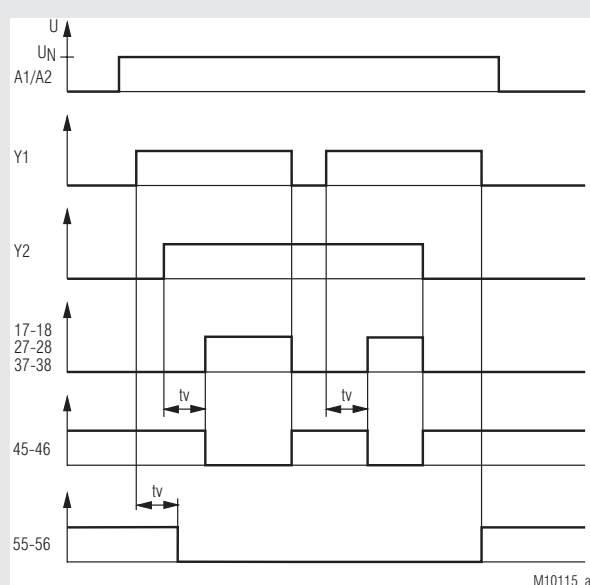 U
UN
A1/A2
Y1
Y2
17-18
27-28
37-38
tv tv
45-46
tv
55-56
M10115_a